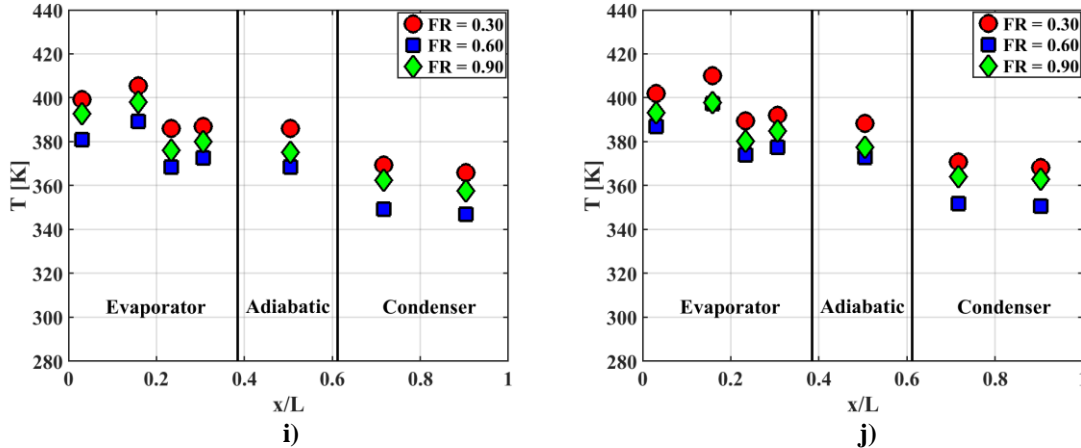 440
420
400
380
360
340
320
300
280
T [K]
FR = 0.30
FR = 0.60
FR = 0.90
Evaporator
Adiabatic
Condenser
0 0.2 0.4 0.6 0.8 1
x/L
i)
440
420
400
380
360
340
320
300
280
T [K]
FR = 0.30
FR = 0.60
FR = 0.90
Evaporator
Adiabatic
Condenser
0 0.2 0.4 0.6 0.8 1
x/L
j)